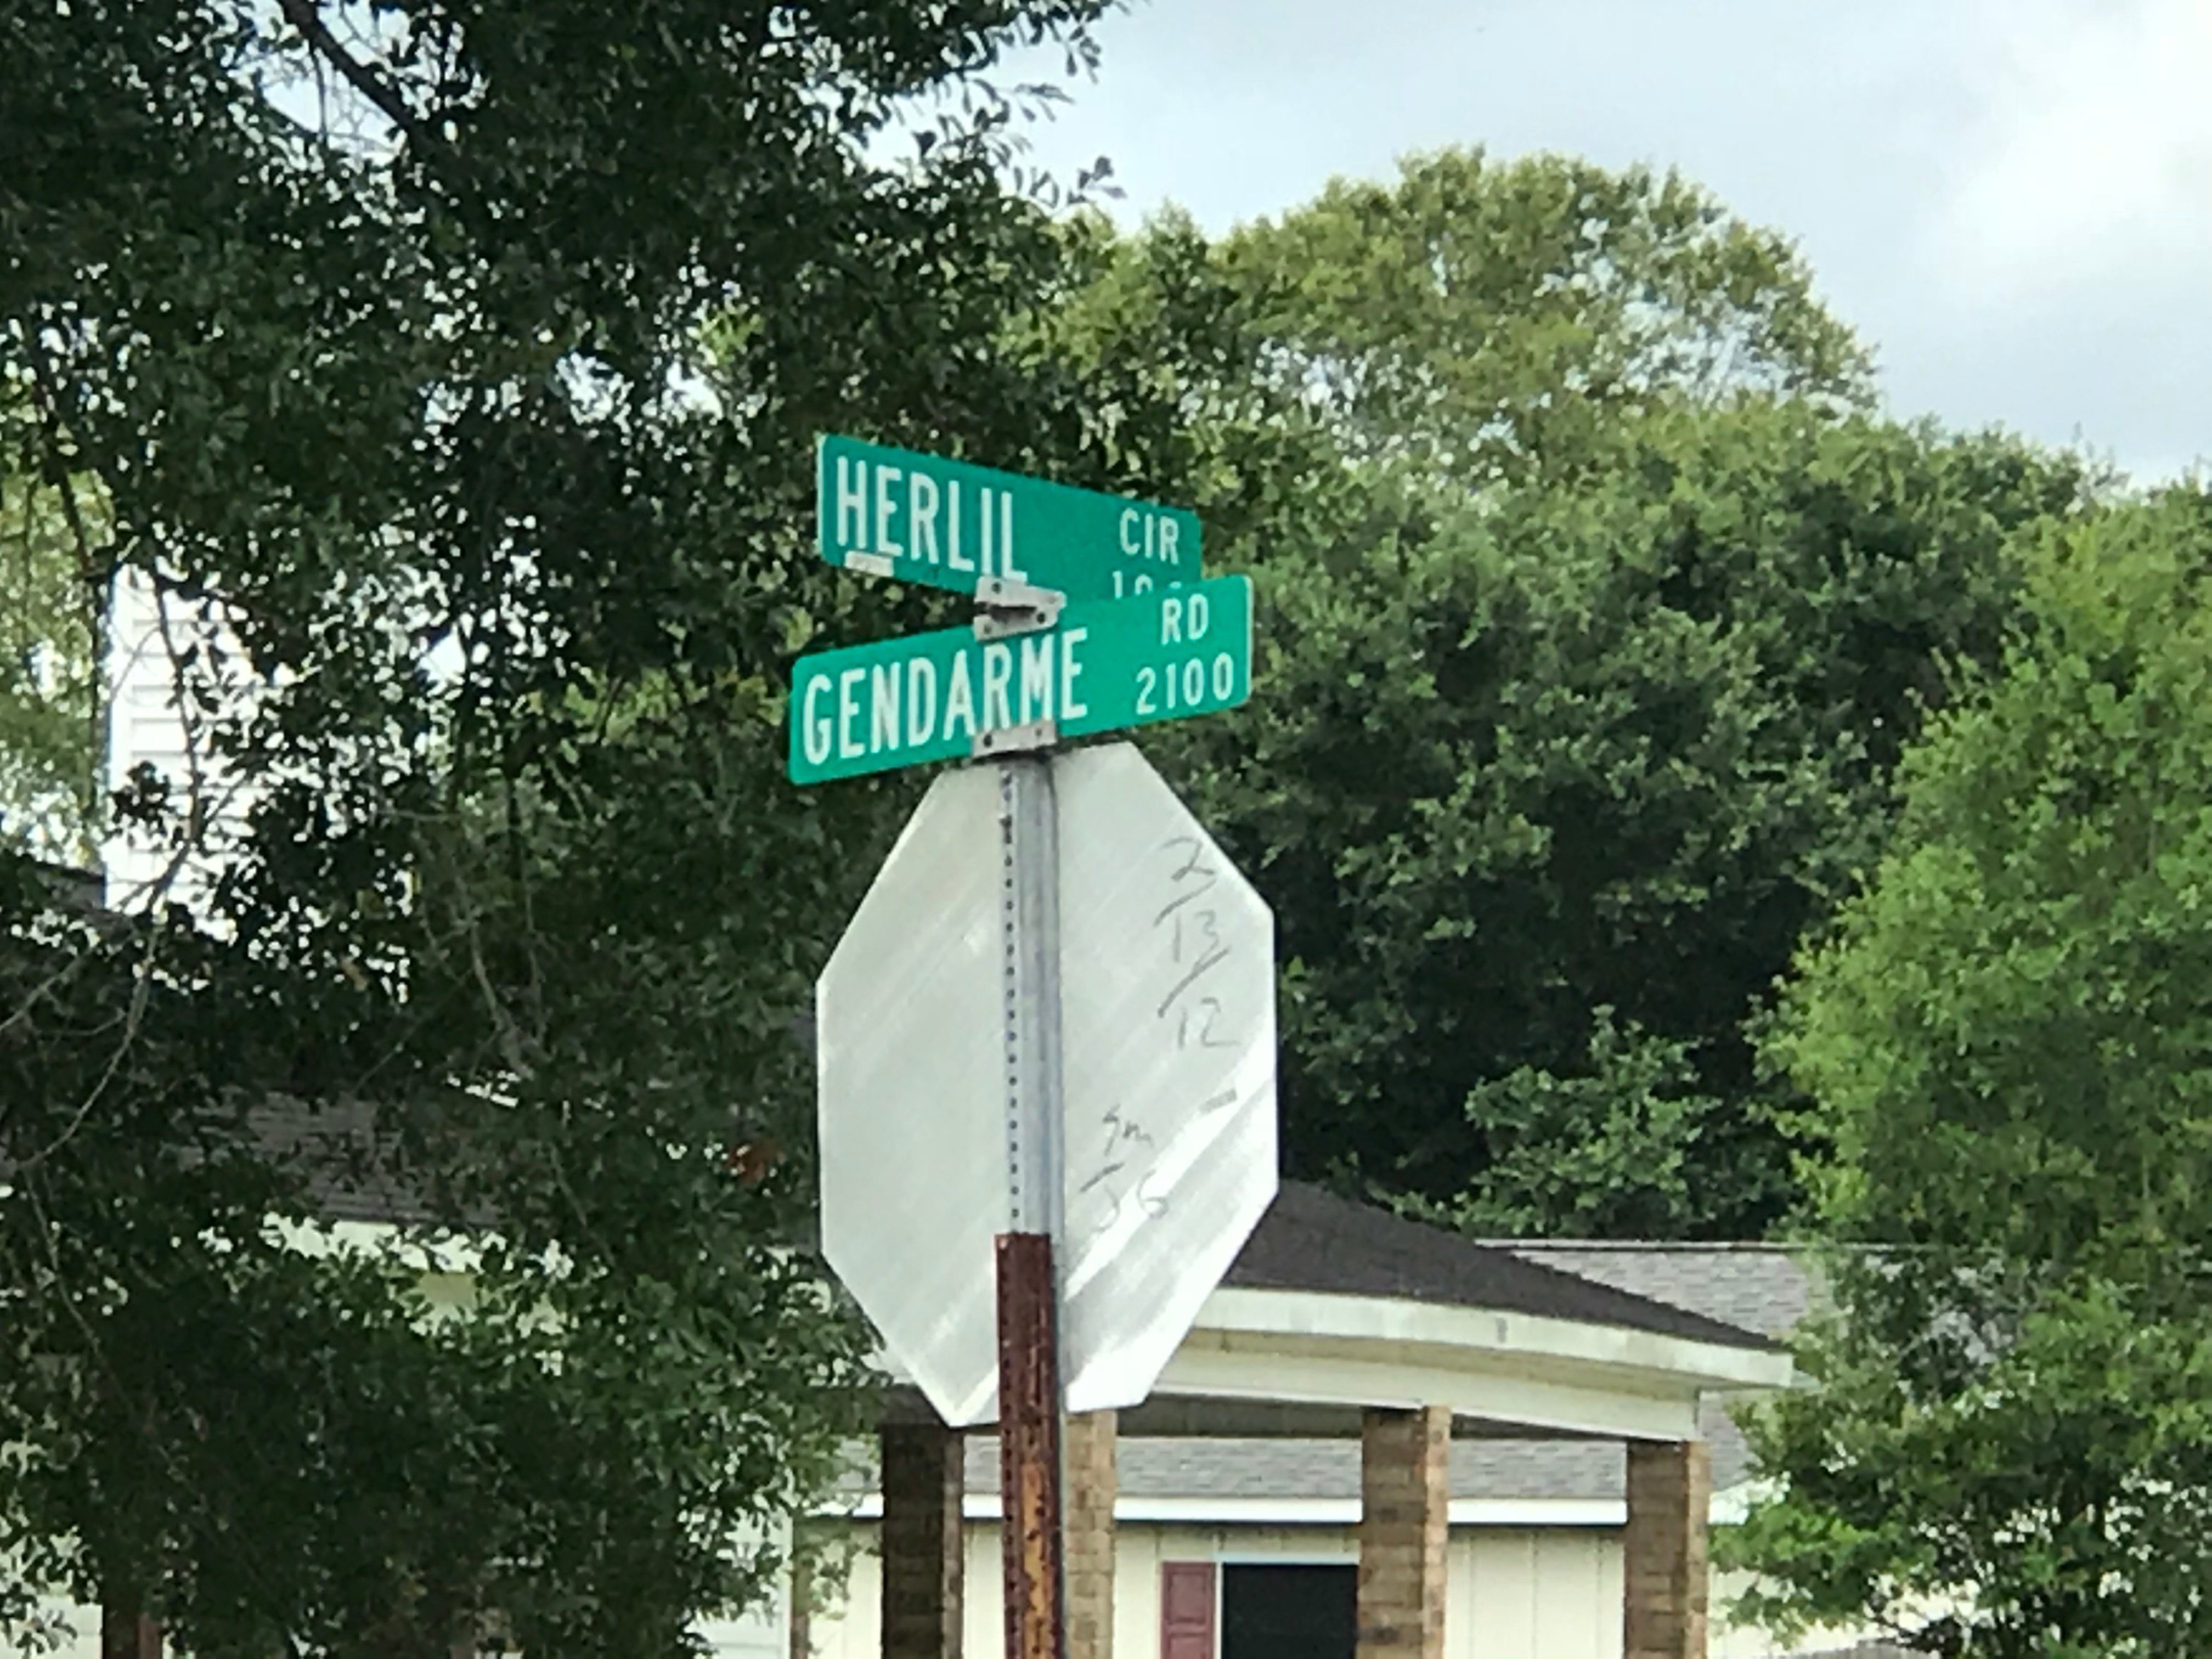 HERLIL CIR
GENDARME RD
2100
2/13/12